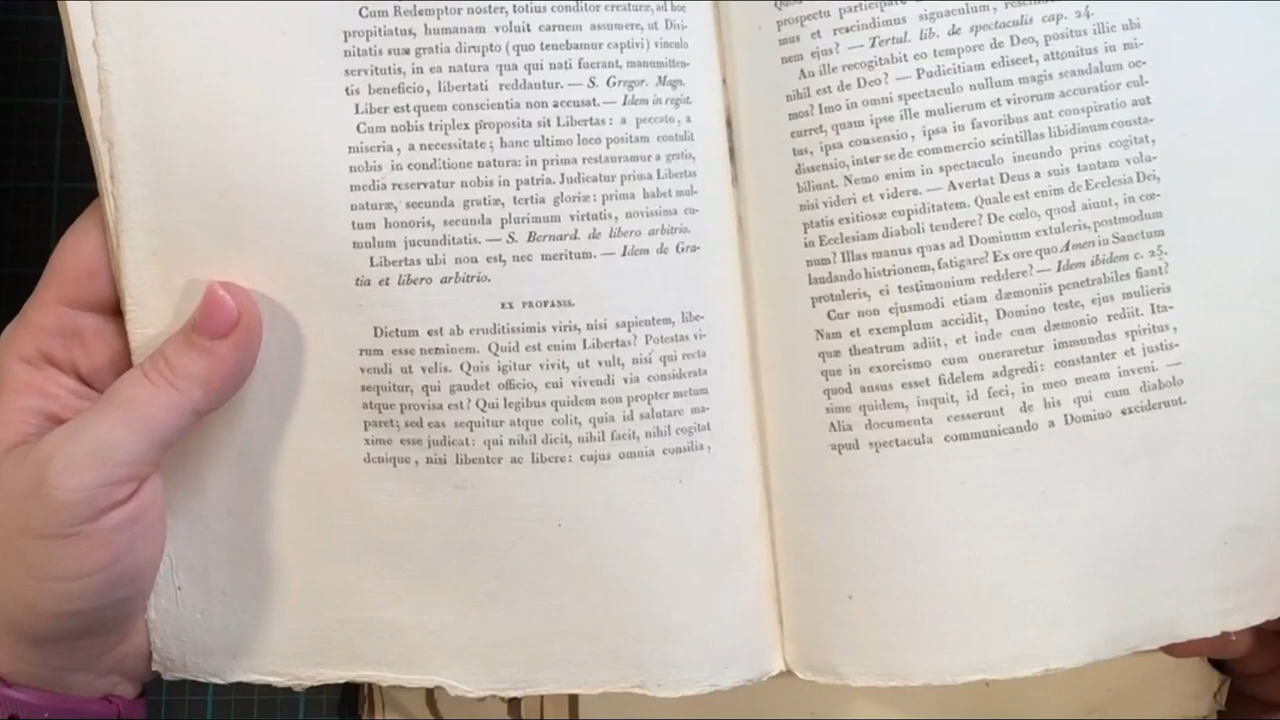 Cum Redemptor noster, totius conditor creaturæ, ad hoc
propitiatus, humanam voluit carnem assumere, ut Divi-
nitatis suæ gratia dirupto (quo tenebamur captivi) vinculo
servitutis, in ea natura qua qui nati fuerant, manumitten-
tis beneficio, libertati reddantur. — S. Gregor. Magn.
Liber est quem conscientia non accusat. — Idem in regist.
Cum nobis triplex proposita sit Libertas: a peccato, a
miseria, a necessitate; hanc ultimo loco positam contulit
nobis in conditione natura: in prima restauramur a gratia,
media reservatur nobis in patria. Judicatur prima Libertas
naturæ, secunda gratiæ, tertia gloriæ: prima habet mul-
tum honoris, secunda plurimum virtutis, novissima cu-
mulum jucunditatis. — S. Bernard. de libero arbitrio.
Libertas ubi non est, nec meritum. — Idem de Gra-
tia et libero arbitrio.
EX PROFANIS.
Dictum est ab eruditissimis viris, nisi sapientem, libe-
rum esse neminem. Quid est enim Libertas? Potestas vi-
vendi ut velis. Quis igitur vivit, ut vult, nisi qui recta
sequitur, qui gaudet officio, cui vivendi via considerata
atque provisa est? Qui legibus quidem non propter metum
paret; sed eas sequitur atque colit, quia id salutare ma-
xime esse judicat: qui nihil dicit, nihil facit, nihil cogitat
denique, nisi libenter ac libere: cujus omnia consilia,
prospectu
mus et rescindimus signaculum,
nem ejus? — Tertul. lib. de spectaculis cap. 24.
An ille recogitabit eo tempore de Deo, positus illic ubi
nihil est de Deo? — Pudicitiam ediscet, attonitus in mi-
mos? Imo in omni spectaculo nullum magis scandalum oc-
curret, quam ipse ille mulierum et virorum accuratior cul-
tus, ipsa consensio, ipsa in favoribus aut conspiratio aut
dissensio, inter se de commercio scintillas libidinum consta-
biliunt. Nemo enim in spectaculo ineundo prius cogitat,
nisi videri et videre. — Avertat Deus a suis tantam volu-
ptatis exitiosæ cupiditatem. Quale est enim de Ecclesia Dei,
in Ecclesiam diaboli tendere? De cœlo, quod aiunt, in cœ-
num? Illas manus quas ad Dominum extuleris, postmodum
laudando histrionem, fatigare? Ex ore quo Amen in Sanctum
protuleris, ei testimonium reddere? — Idem ibidem c. 25.
Cur non ejusmodi etiam dæmoniis penetrabiles fiant?
Nam et exemplum accidit, Domino teste, ejus mulieris
quæ theatrum adiit, et inde cum dæmonio rediit. Ita-
que in exorcismo cum oneraretur immundus spiritus,
quod ansus esset fidelem adgredi: constanter et justis-
sime quidem, inquit, id feci, in meo meam inveni. —
Alia documenta cesserunt de his qui cum diabolo
apud spectacula communicando a Domino exciderunt.